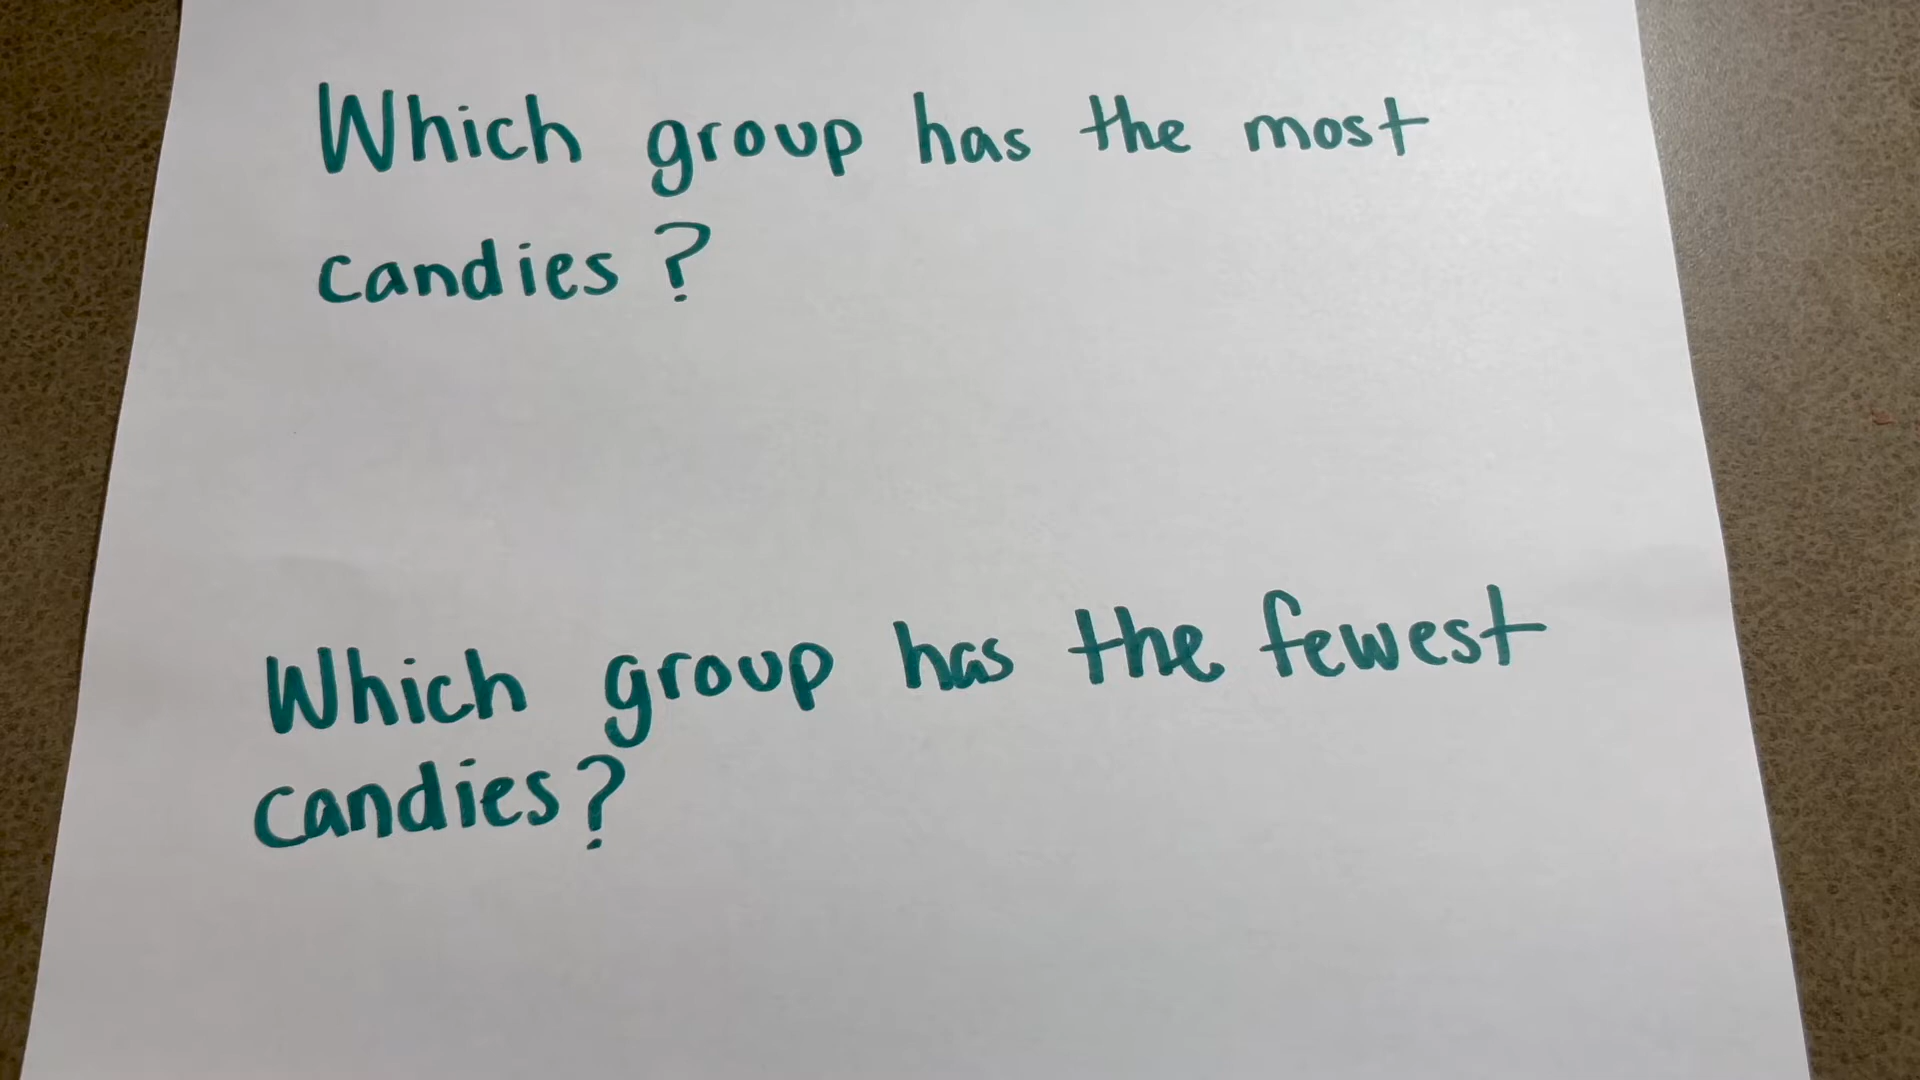 Which group has the most
candies?
Which group has the fewest
candies?